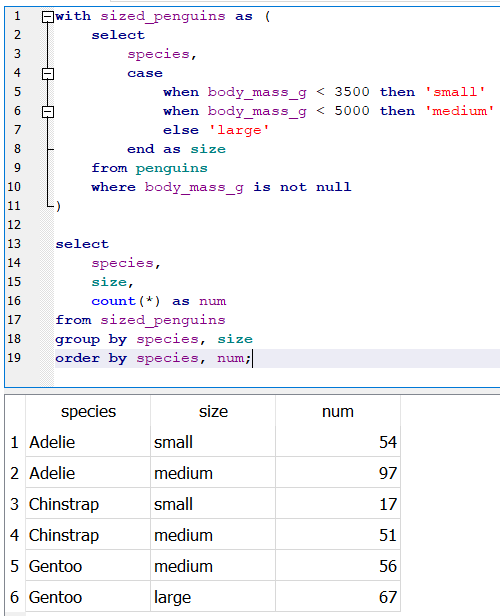 1 with sized_penguins as (
2 select
3 species,
4 case
5 when body_mass_g < 3500 then 'small'
6 when body_mass_g < 5000 then 'medium'
7 else 'large'
8 end as size
9 from penguins
10 where body_mass_g is not null
11 )
12
13 select
14 species,
15 size,
16 count(*) as num
17 from sized_penguins
18 group by species, size
19 order by species, num;
species size num
1 Adelie small 54
2 Adelie medium 97
3 Chinstrap small 17
4 Chinstrap medium 51
5 Gentoo medium 56
6 Gentoo large 67